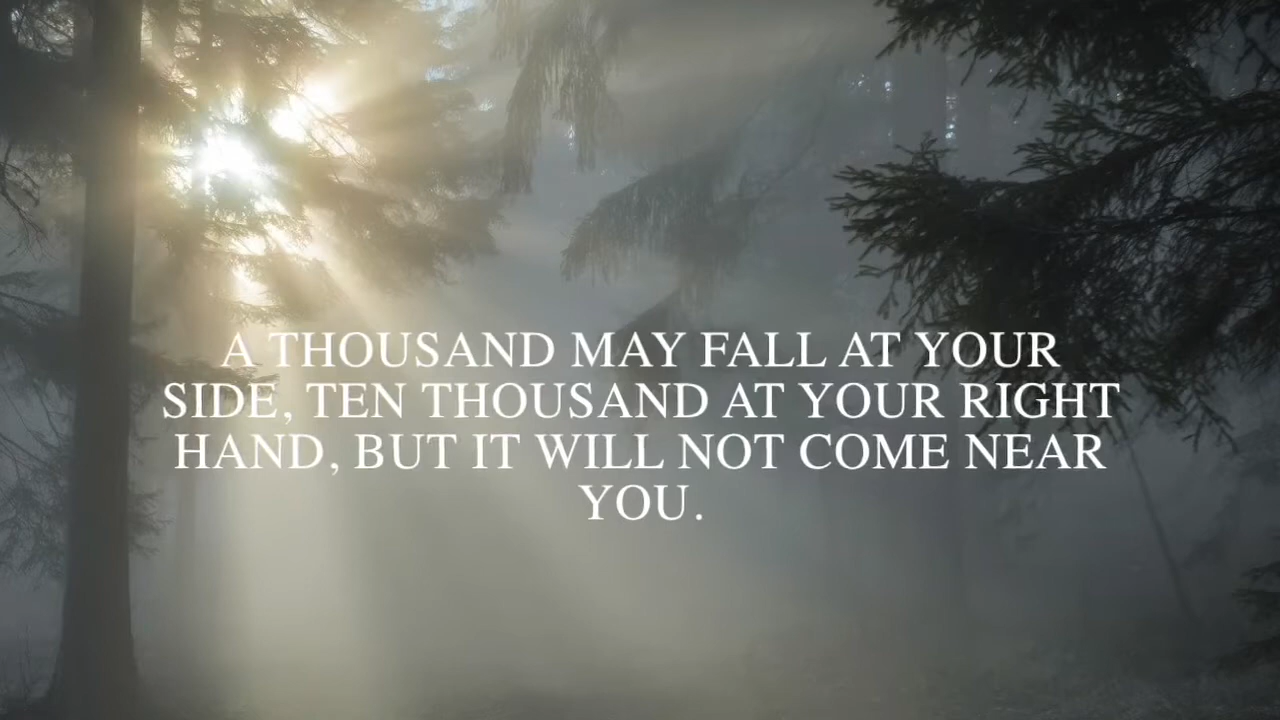 A THOUSAND MAY FALL AT YOUR
SIDE, TEN THOUSAND AT YOUR RIGHT
HAND, BUT IT WILL NOT COME NEAR
YOU.